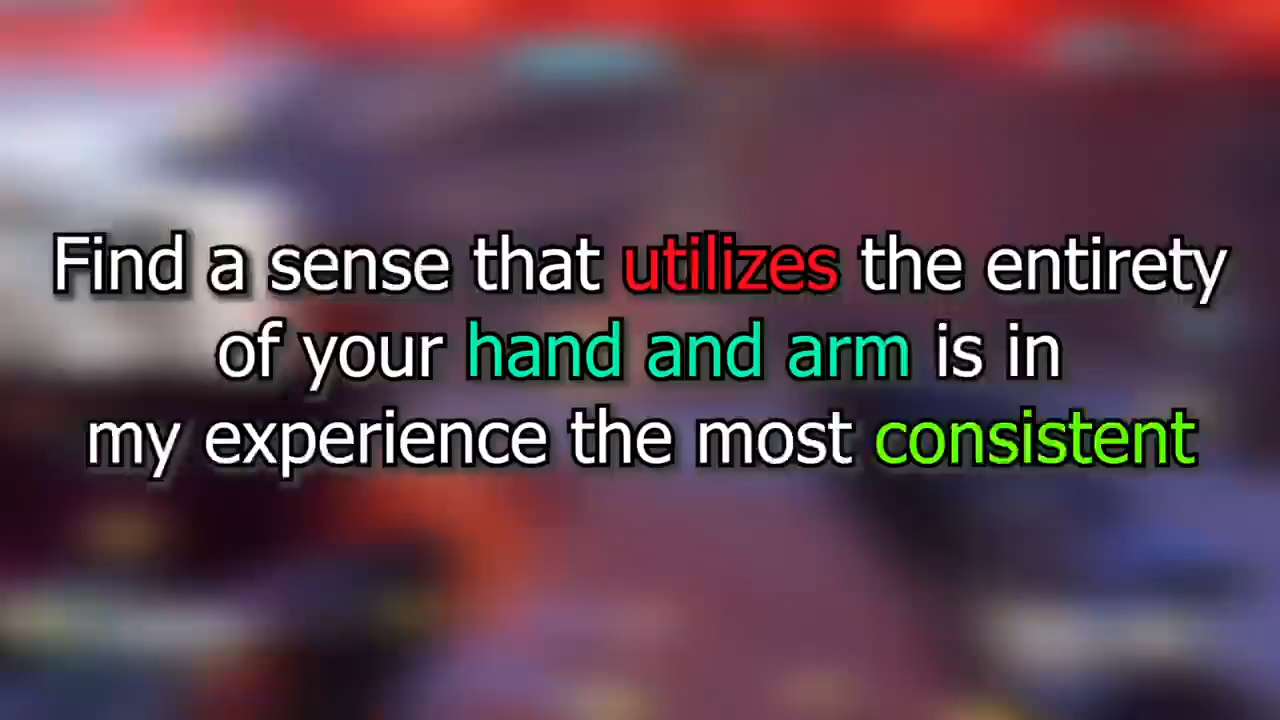 Find a sense that utilizes the entirety
of your hand and arm is in
my experience the most consistent